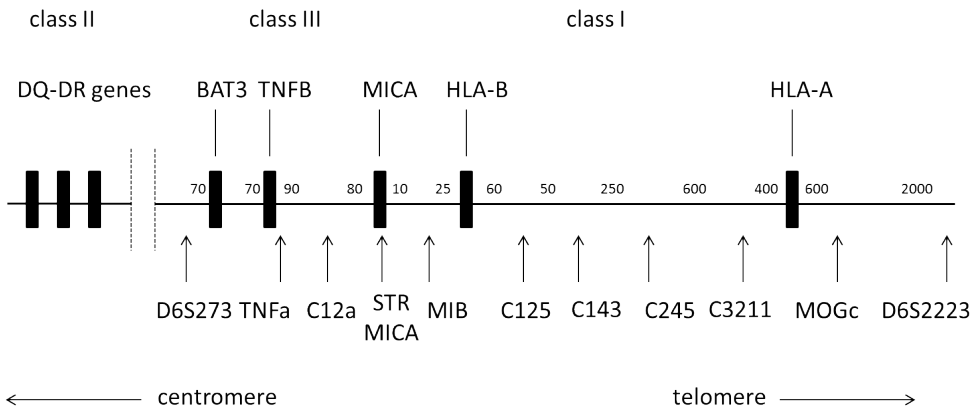 class II class III class I
DQ-DR genes BAT3 TNFB MICA HLA-B HLA-A
70 70 90 80 10 25 60 50 250 600 400 600 2000
D6S273 TNFa C12a STR MICA MIB C125 C143 C245 C3211 MOGc D6S2223
centromere telomere